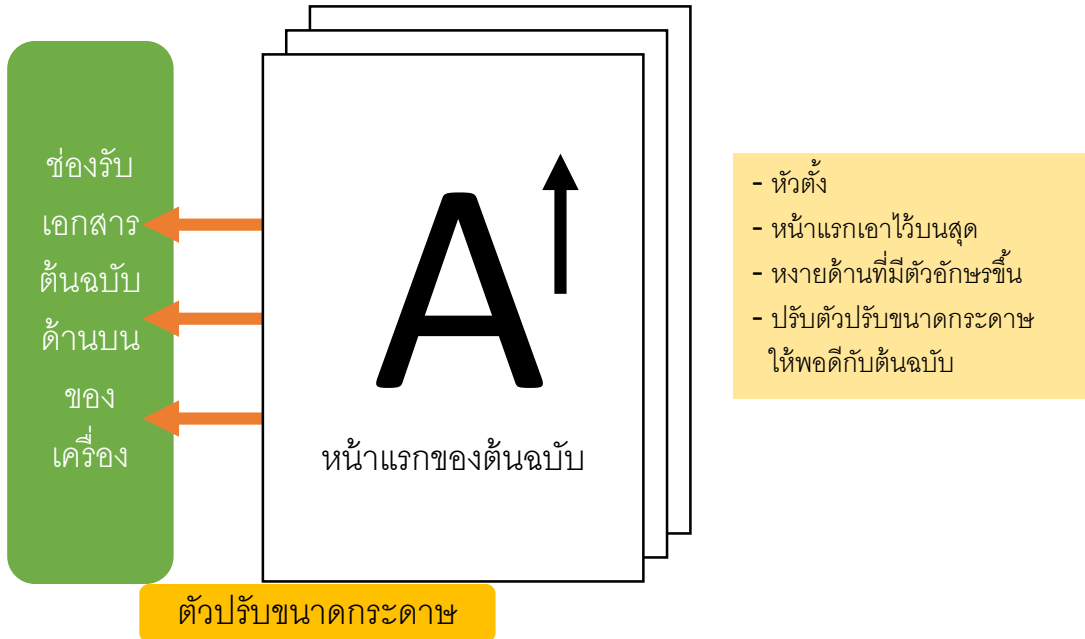 ช่องรับ
เอกสาร
ต้นฉบับ
ด้านบน
ของ
เครื่อง
A
หน้าแรกของต้นฉบับ
ตัวปรับขนาดกระดาษ
- หัวตั้ง
- หน้าแรกเอาไว้บนสุด
- หงายด้านที่มีตัวอักษรขึ้น
- ปรับตัวปรับขนาดกระดาษ
ให้พอดีกับต้นฉบับ